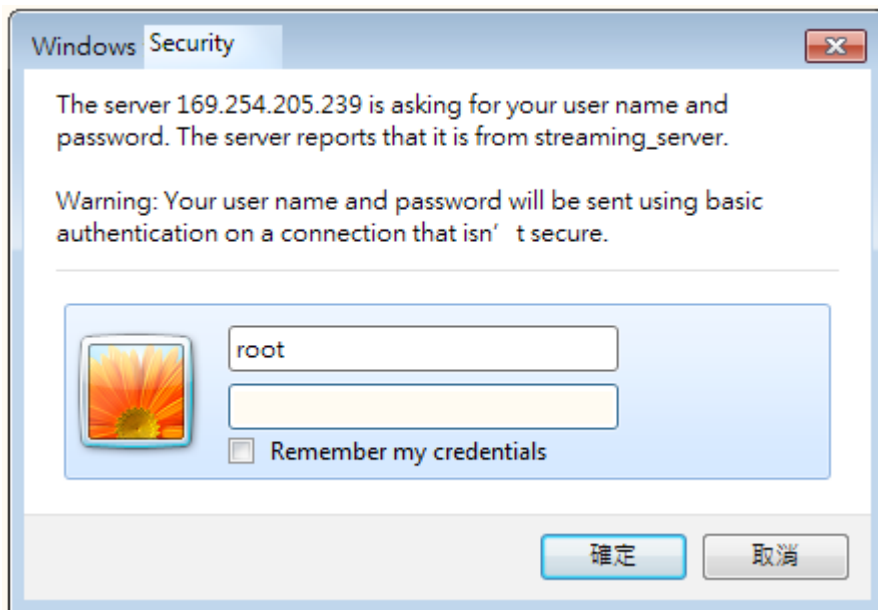 Windows Security
The server 169.254.205.239 is asking for your user name and
password. The server reports that it is from streaming_server.
Warning: Your user name and password will be sent using basic
authentication on a connection that isn' t secure.
root
Remember my credentials
確定 取消